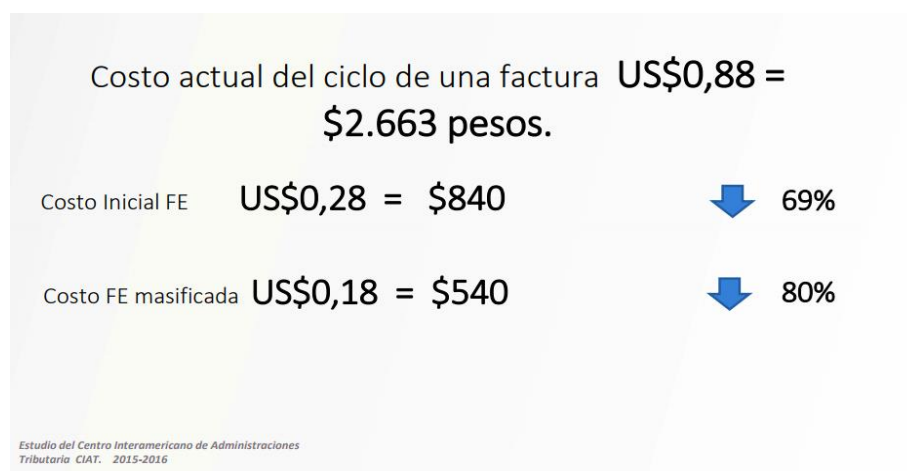 Costo actual del ciclo de una factura US$0,88 =
$2.663 pesos.
Costo Inicial FE US$0,28 = $840 69%
Costo FE masificada US$0,18 = $540 80%
Estudio del Centro Interamericano de Administraciones
Tributaria CIAT. 2015-2016